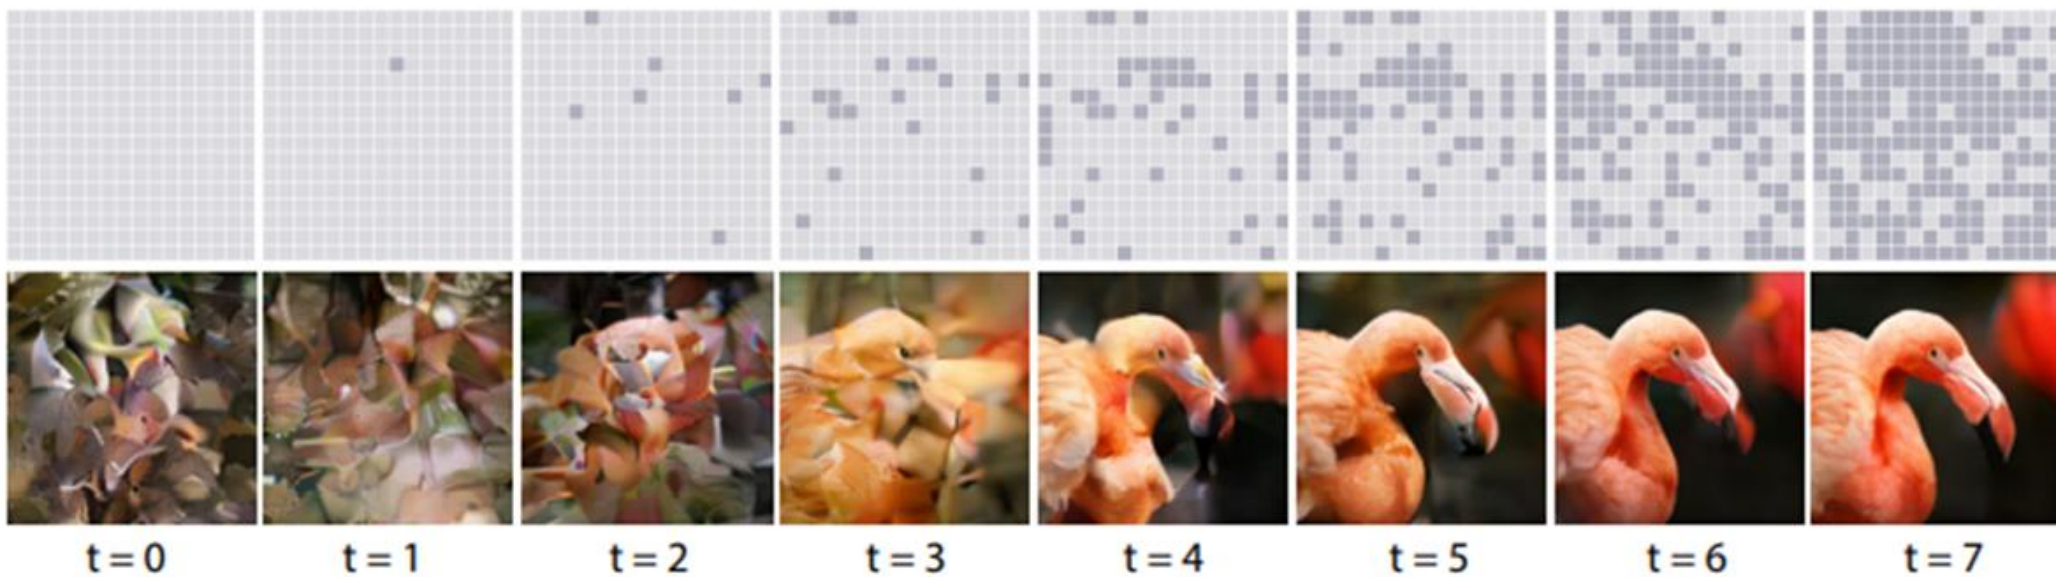 t = 0 t = 1 t = 2 t = 3 t = 4 t = 5 t = 6 t = 7